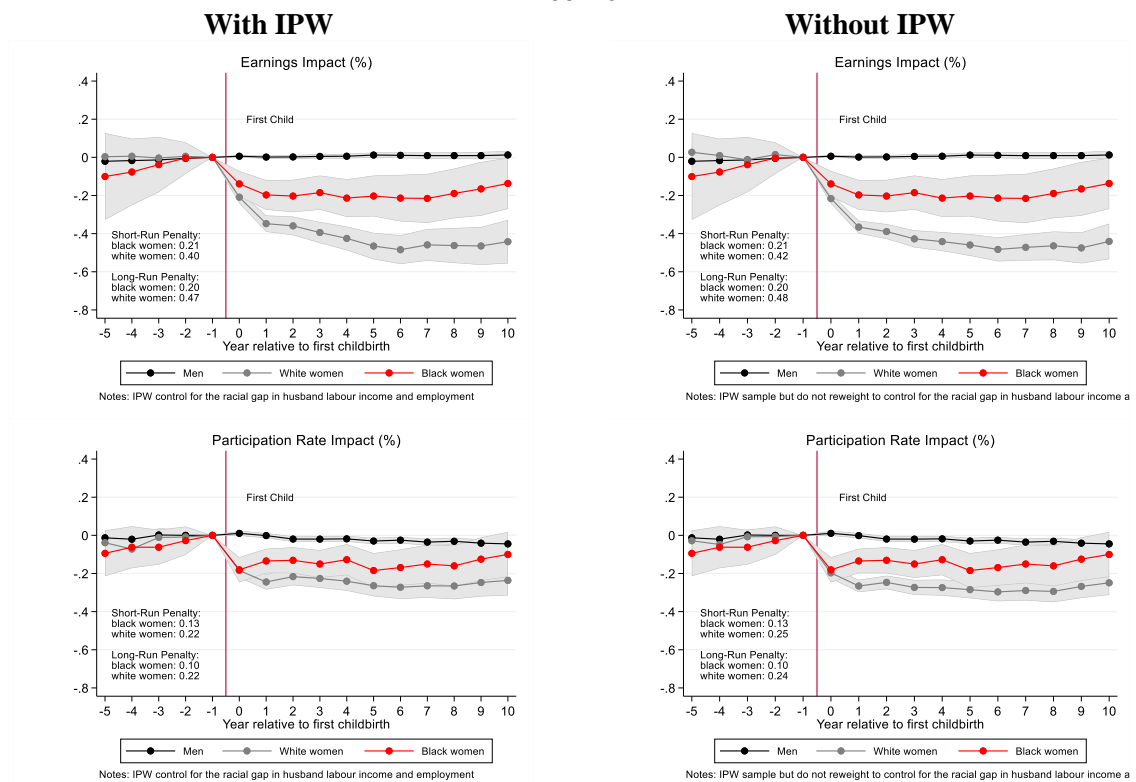 With IPW
Without IPW
Earnings Impact (%)
.4
.2
0
-.2
-.4
-.6
-.8
First Child
Short-Run Penalty:
black women: 0.21
white women: 0.40
Long-Run Penalty:
black women: 0.20
white women: 0.47
-5 -4 -3 -2 -1 0 1 2 3 4 5 6 7 8 9 10
Year relative to first childbirth
Men White women Black women
Notes: IPW control for the racial gap in husband labour income and employment
Earnings Impact (%)
.4
.2
0
-.2
-.4
-.6
-.8
First Child
Short-Run Penalty:
black women: 0.21
white women: 0.42
Long-Run Penalty:
black women: 0.20
white women: 0.48
-5 -4 -3 -2 -1 0 1 2 3 4 5 6 7 8 9 10
Year relative to first childbirth
Men White women Black women
Notes: IPW sample but do not reweight to control for the racial gap in husband labour income a
Participation Rate Impact (%)
.4
.2
0
-.2
-.4
-.6
-.8
First Child
Short-Run Penalty:
black women: 0.13
white women: 0.22
Long-Run Penalty:
black women: 0.10
white women: 0.22
-5 -4 -3 -2 -1 0 1 2 3 4 5 6 7 8 9 10
Year relative to first childbirth
Men White women Black women
Notes: IPW control for the racial gap in husband labour income and employment
Participation Rate Impact (%)
.4
.2
0
-.2
-.4
-.6
-.8
First Child
Short-Run Penalty:
black women: 0.13
white women: 0.25
Long-Run Penalty:
black women: 0.10
white women: 0.24
-5 -4 -3 -2 -1 0 1 2 3 4 5 6 7 8 9 10
Year relative to first childbirth
Men White women Black women
Notes: IPW sample but do not reweight to control for the racial gap in husband labour income a